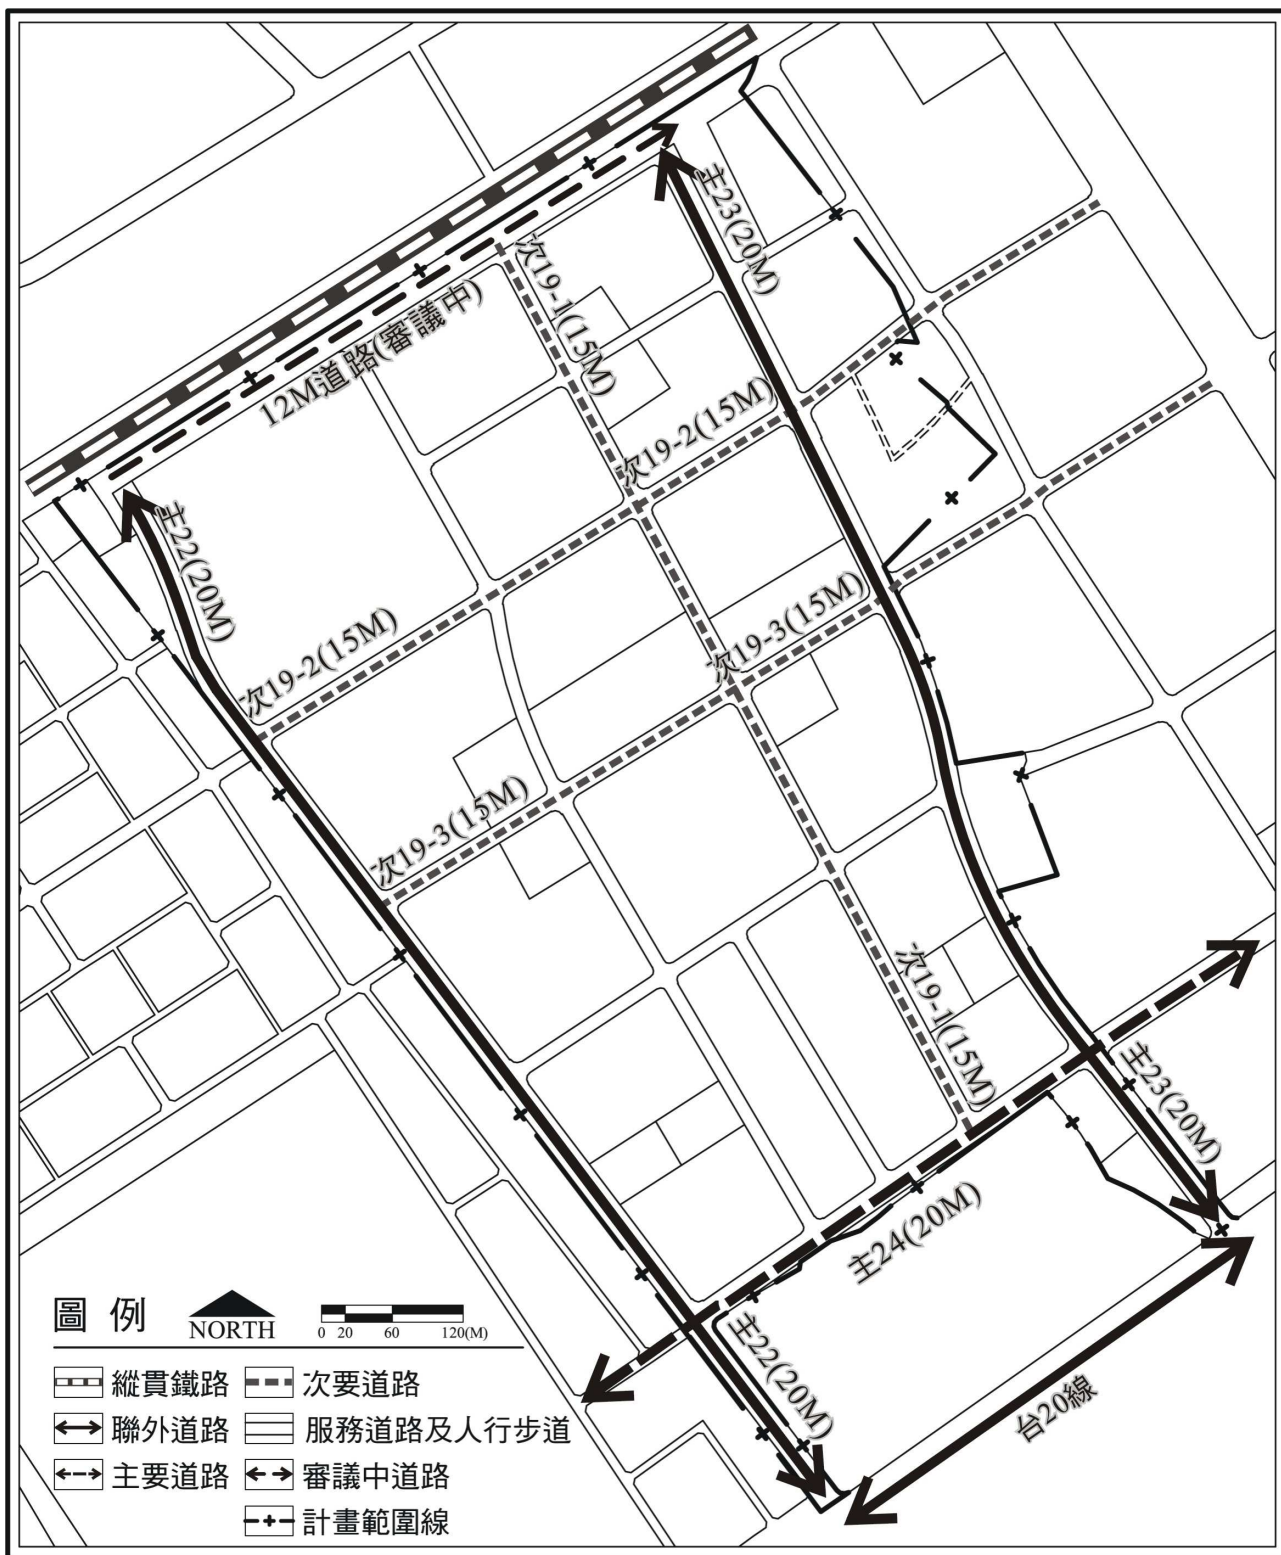 主23(20M)
次19-1(15M)
12M道路(審議中)
次19-2(15M)
主22(20M)
次19-3(15M)
次19-2(15M)
次19-3(15M)
次19-1(15M)
主23(20M)
主24(20M)
主22(20M)
台20線
圖例
NORTH
0 20 60 120(M)
縱貫鐵路
次要道路
聯外道路
服務道路及人行步道
主要道路
審議中道路
計畫範圍線